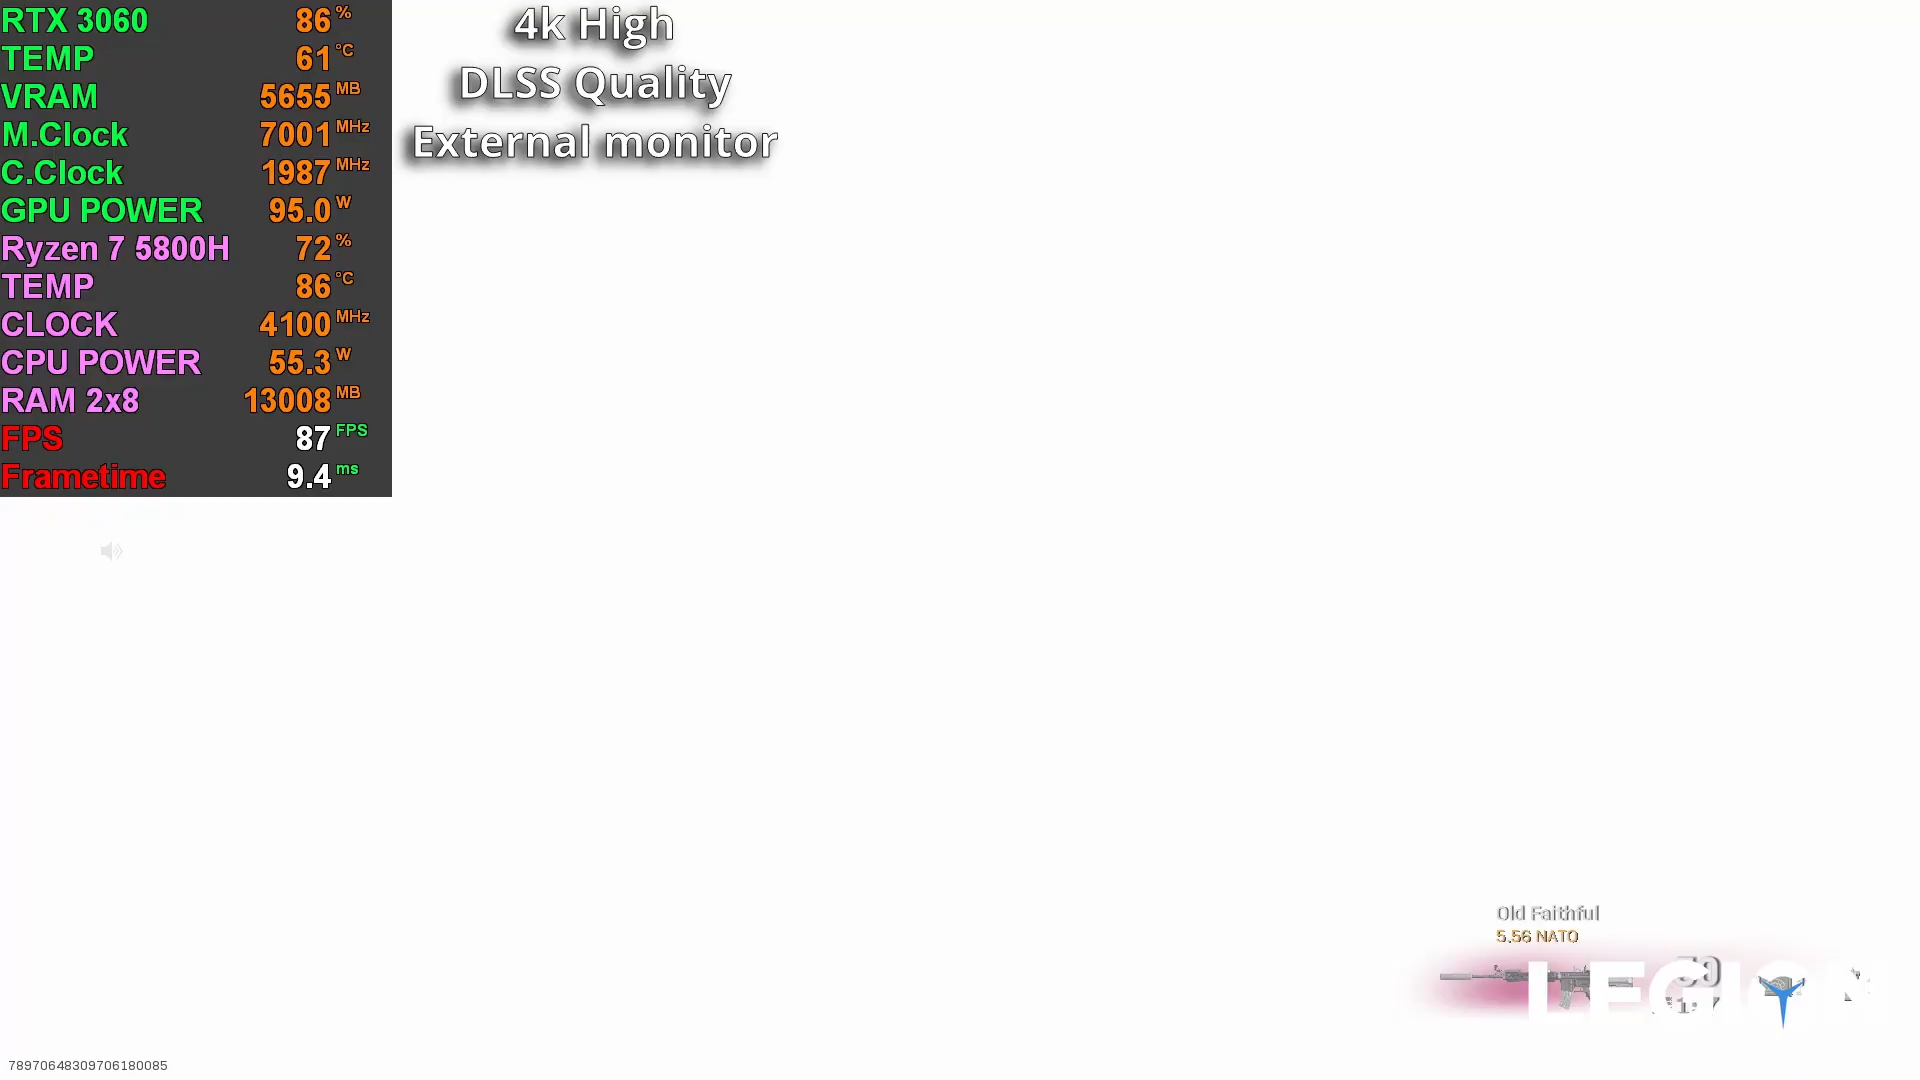 RTX 3060 86 %
TEMP 61 °C
VRAM 5655 MB
M.Clock 7001 MHz
C.Clock 1987 MHz
GPU POWER 95.0 W
Ryzen 7 5800H 72 %
TEMP 86 °C
CLOCK 4100 MHz
CPU POWER 55.3 W
RAM 2x8 13008 MB
FPS 87 FPS
Frametime 9.4 ms
4k High
DLSS Quality
External monitor
Old Faithful
5.56 NATO
LEGION
78970648309706180085